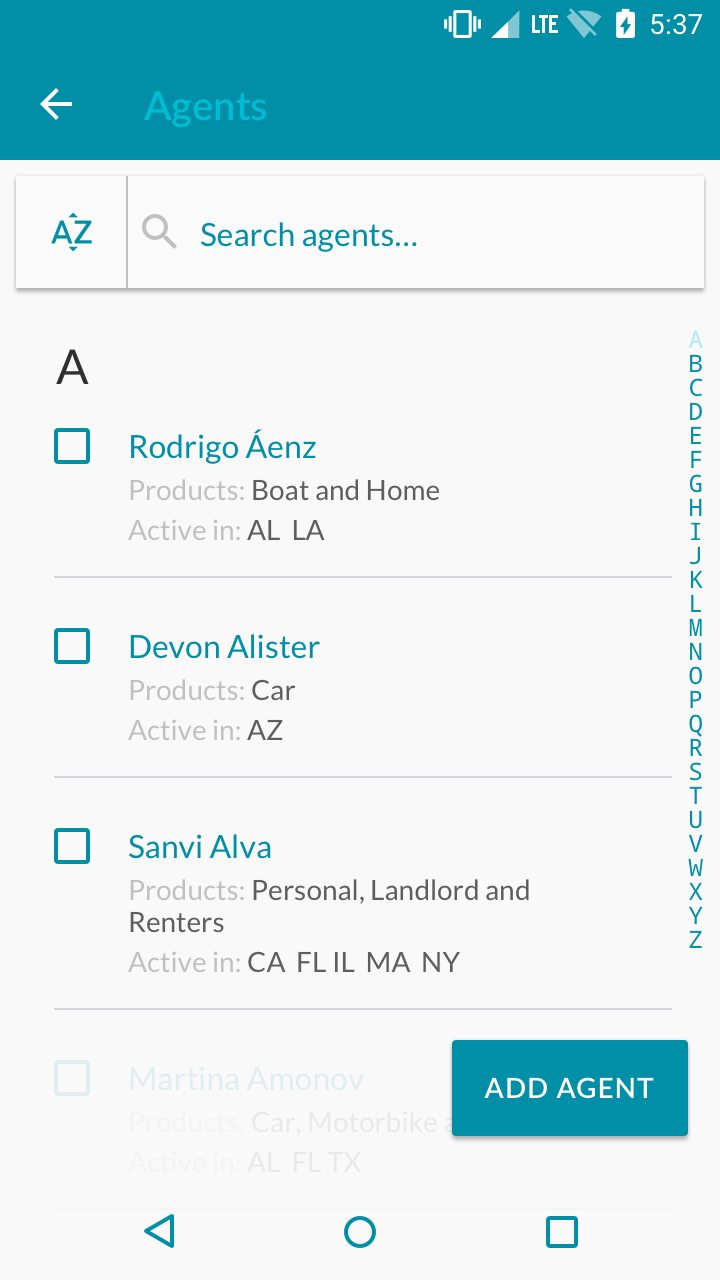 LTE 5:37
Agents
AZ
Search agents...
A
Rodrigo Áenz
Products: Boat and Home
Active in: AL LA
Devon Alister
Products: Car
Active in: AZ
Sanvi Alva
Products: Personal, Landlord and
Renters
Active in: CA FL IL MA NY
Martina Amonov
Products: Car, Motorbike
Active in: AL FL TX
ADD AGENT
A
B
C
D
E
F
G
H
I
J
K
L
M
N
O
P
Q
R
S
T
U
V
W
X
Y
Z